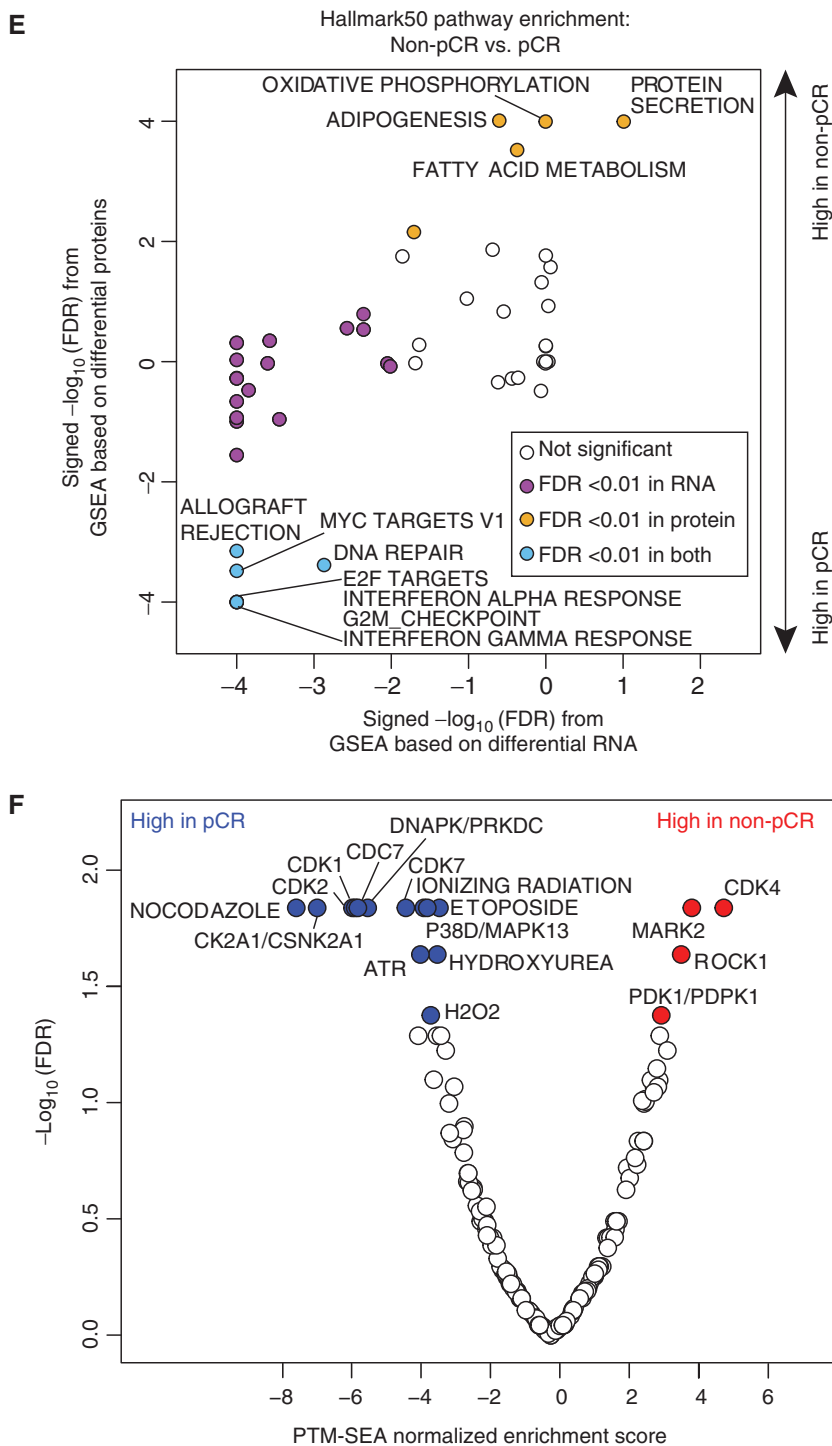 E
Hallmark50 pathway enrichment:
Non-pCR vs. pCR
OXIDATIVE PHOSPHORYLATION
PROTEIN
SECRETION
ADIPOGENESIS
FATTY ACID METABOLISM
High in non-pCR
High in pCR
Signed −log10 (FDR) from
GSEA based on differential proteins
4
2
0
−2
−4
Not significant
FDR <0.01 in RNA
FDR <0.01 in protein
FDR <0.01 in both
ALLOGRAFT
REJECTION
MYC TARGETS V1
DNA REPAIR
E2F TARGETS
INTERFERON ALPHA RESPONSE
G2M_CHECKPOINT
INTERFERON GAMMA RESPONSE
−4 −3 −2 −1 0 1 2
Signed −log10 (FDR) from
GSEA based on differential RNA
F
High in pCR
High in non-pCR
DNAPK/PRKDC
CDC7
CDK1
CDK7
CDK2
IONIZING RADIATION
CDK4
NOCODAZOLE
ETOPOSIDE
CK2A1/CSNK2A1
P38D/MAPK13
MARK2
ATR
HYDROXYUREA
ROCK1
PDK1/PDPK1
H2O2
−Log10 (FDR)
2.0
1.5
1.0
0.5
0.0
−8 −6 −4 −2 0 2 4 6
PTM-SEA normalized enrichment score